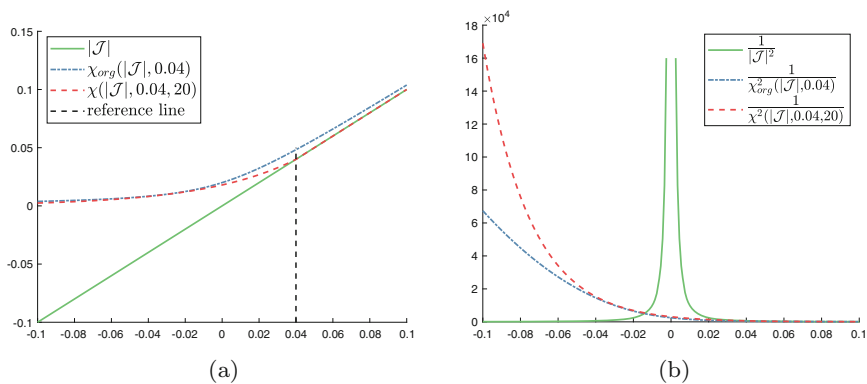 0.15
0.1
0.05
0
-0.05
-0.1
-0.1 -0.08 -0.06 -0.04 -0.02 0 0.02 0.04 0.06 0.08 0.1
|𝒥|
χ_org(|𝒥|, 0.04)
χ(|𝒥|, 0.04, 20)
reference line
(a)
×10⁴
18
16
14
12
10
8
6
4
2
0
-0.1 -0.08 -0.06 -0.04 -0.02 0 0.02 0.04 0.06 0.08 0.1
1/|𝒥|²
1/χ²_org(|𝒥|,0.04)
1/χ²(|𝒥|,0.04,20)
(b)